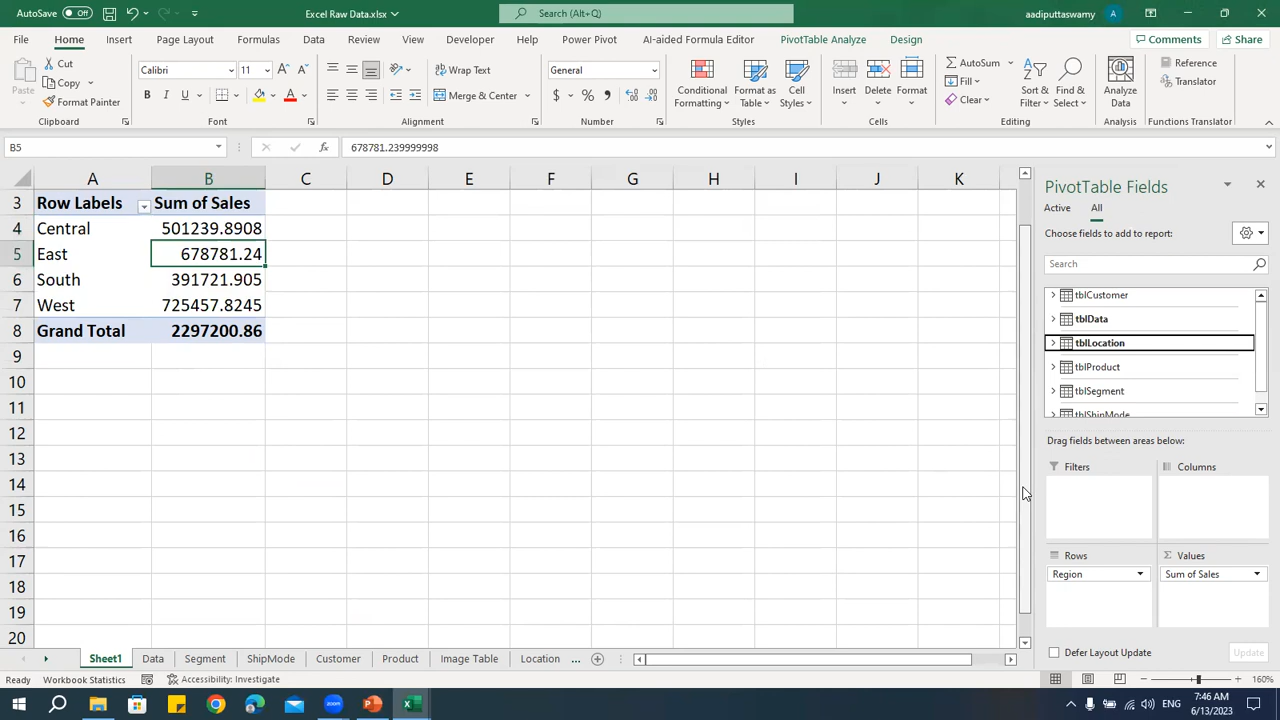 AutoSave Off Excel Raw Data.xlsx Search (Alt+Q) aadiputtaswamy A
File Home Insert Page Layout Formulas Data Review View Developer Help Power Pivot AI-aided Formula Editor PivotTable Analyze Design Comments Share
Paste Cut Copy Format Painter Clipboard
Calibri 11 B I U A Font
Wrap Text Merge & Center Alignment
General $ % Number
Conditional Formatting Format as Table Cell Styles Styles
Insert Delete Format Cells
AutoSum Fill Clear Sort & Filter Find & Select Editing
Analyze Data Analysis
Reference Translator Functions Translator
B5 fx 678781.239999998
A B C D E F G H I J K
3 Row Labels Sum of Sales
4 Central 501239.8908
5 East 678781.24
6 South 391721.905
7 West 725457.8245
8 Grand Total 2297200.86
9
10
11
12
13
14
15
16
17
18
19
20
PivotTable Fields
Active All
Choose fields to add to report:
Search
tblCustomer
tblData
tblLocation
tblProduct
tblSegment
tblShipMode
Drag fields between areas below:
Filters Columns
Rows Σ Values
Region Sum of Sales
Defer Layout Update Update
Sheet1 Data Segment ShipMode Customer Product Image Table Location ...
Ready Workbook Statistics Accessibility: Investigate 160%
ENG 7:46 AM
6/13/2023